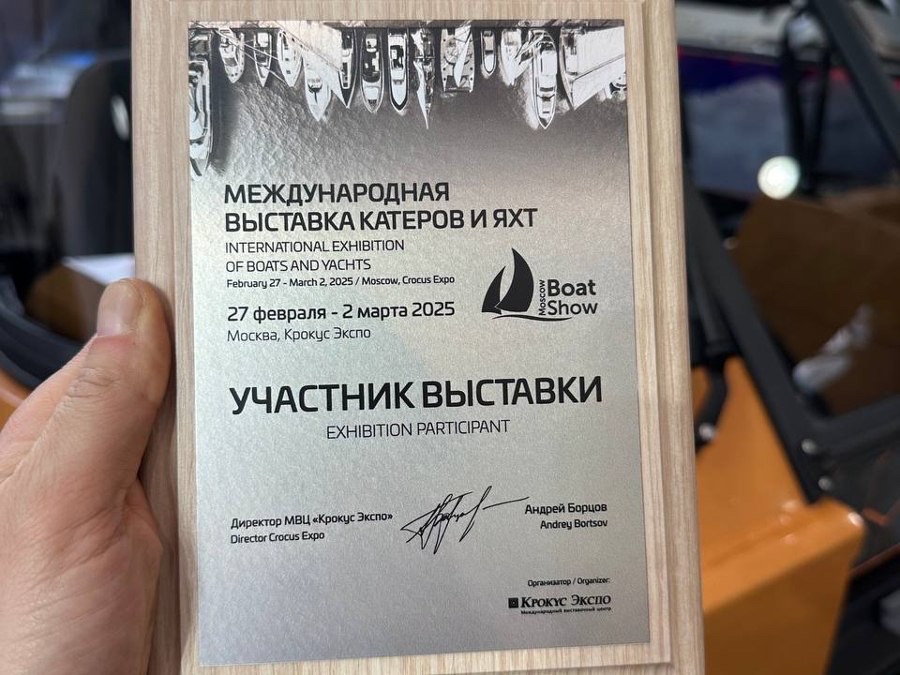 МЕЖДУНАРОДНАЯ
ВЫСТАВКА КАТЕРОВ И ЯХТ
INTERNATIONAL EXHIBITION
OF BOATS AND YACHTS
February 27 - March 2, 2025 / Moscow, Crocus Expo
27 февраля - 2 марта 2025
Москва, Крокус Экспо
Moscow
Boat
Show
УЧАСТНИК ВЫСТАВКИ
EXHIBITION PARTICIPANT
Директор МВЦ «Крокус Экспо»
Director Crocus Expo
Андрей Борцов
Andrey Bortsov
Организатор / Organizer:
КРОКУС ЭКСПО
Международный выставочный центр